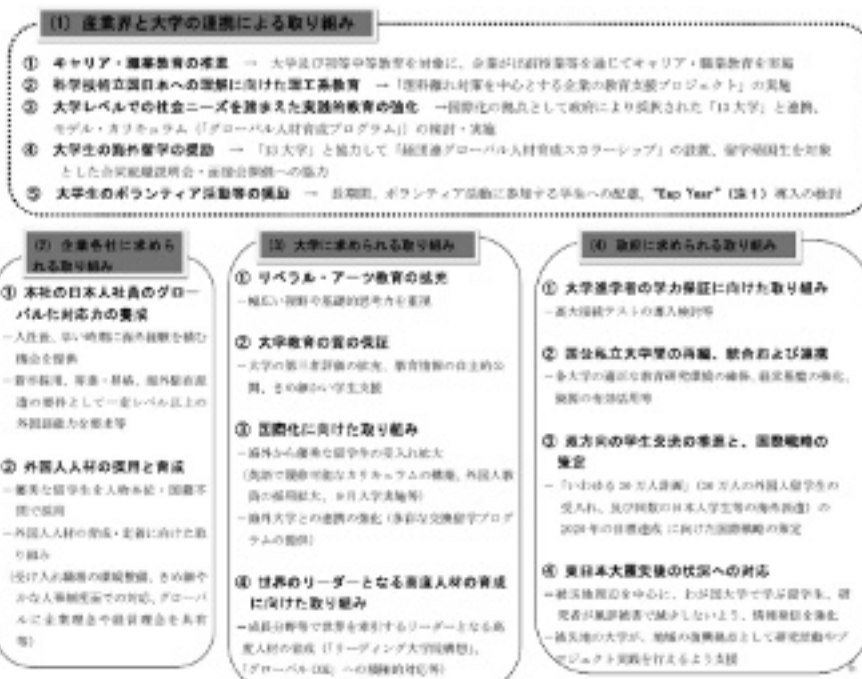 (1) 産業界と大学の連携による取り組み
① キャリア・職業教育の推進 → 大学及び初等中等教育を対象に、企業が出前授業等を通じてキャリア・職業教育を実施
② 科学技術立国日本への理解に向けた理工系教育 →「理科離れ対策を中心とする企業の教育支援プロジェクト」の実施
③ 大学レベルでの社会ニーズを踏まえた実践的教育の強化 →国際化の拠点として政府により採択された「13大学」と連携、
モデル・カリキュラム(「グローバル人材育成プログラム」)の検討・実施
④ 大学生の海外留学の奨励 → 「13大学」と協力して「経団連グローバル人材育成スカラーシップ」の設置、留学帰国生を対象
とした合同就職説明会・面接会開催への協力
⑤ 大学生のボランティア活動等の奨励 → 長期間、ボランティア活動に参加する学生への配慮、"Gap Year"(注1)導入の検討
(2) 企業各社に求めら
れる取り組み
① 本社の日本人社員のグロー
バル化対応力の養成
－入社後、早い時期に海外経験を積む
機会を提供
－新卒採用、昇進・昇格、海外駐在派
遣の要件として一定レベル以上の
外国語能力を要求等
② 外国人人材の採用と育成
－優秀な留学生を人物本位・国籍不
問で採用
－外国人人材の育成・定着に向けた取
り組み
(受け入れ職場の環境整備、きめ細や
かな人事制度面での対応、グローバ
ルに企業理念や経営理念を共有
等)
(3) 大学に求められる取り組み
① リベラル・アーツ教育の拡充
－幅広い視野や基礎的思考力を重視
② 大学教育の質の保証
－大学の第三者評価の拡充、教育情報の自主的公
開、きめ細かい学生支援
③ 国際化に向けた取り組み
－海外から優秀な留学生の受入れ拡大
(英語で履修可能なカリキュラムの構築、外国人教
員の採用拡大、9月入学実施等)
－海外大学との連携の強化(多彩な交換留学プログ
ラムの提供)
④ 世界のリーダーとなる高度人材の育成
に向けた取り組み
－成長分野等で世界を牽引するリーダーとなる高
度人材の育成(「リーディング大学院構想」、
「グローバルCOE」への積極的対応等)
(4) 政府に求められる取り組み
① 大学進学者の学力保証に向けた取り組み
－高大接続テストの導入検討等
② 国公私立大学間の再編、統合および連携
－各大学の適正な教育研究環境の確保、経営基盤の強化、
施設の有効活用等
③ 双方向の学生交流の推進と、国際戦略の
策定
－「いわゆる30万人計画」(30万人の外国人留学生の
受入れ、及び同数の日本人学生等の海外派遣)の
2020年の目標達成に向けた国際戦略の策定
④ 東日本大震災後の状況への対応
－被災地周辺を中心に、わが国大学で学ぶ留学生、研
究者が風評被害で減少しないよう、情報発信を強化
－被災地の大学が、地域の復興拠点として研究活動やプ
ロジェクト実践を行えるよう支援